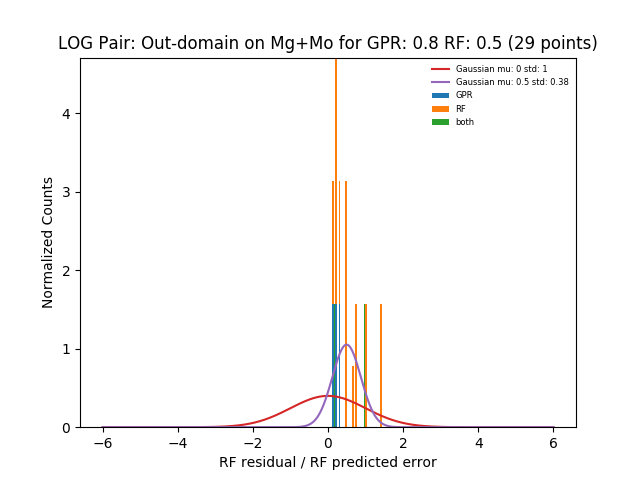 LOG Pair: Out-domain on Mg+Mo for GPR: 0.8 RF: 0.5 (29 points)
Gaussian mu: 0 std: 1
Gaussian mu: 0.5 std: 0.38
GPR
RF
both
4
3
2
1
0
Normalized Counts
−6 −4 −2 0 2 4 6
RF residual / RF predicted error